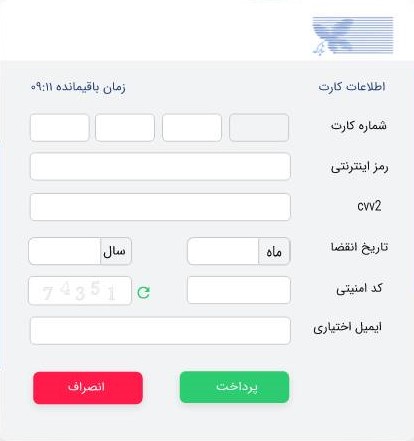 اطلاعات کارت زمان باقیمانده ۰۹:۱۱
شماره کارت
رمز اینترنتی
cvv2
تاریخ انقضا ماه سال
کد امنیتی 74351
ایمیل اختیاری
پرداخت انصراف